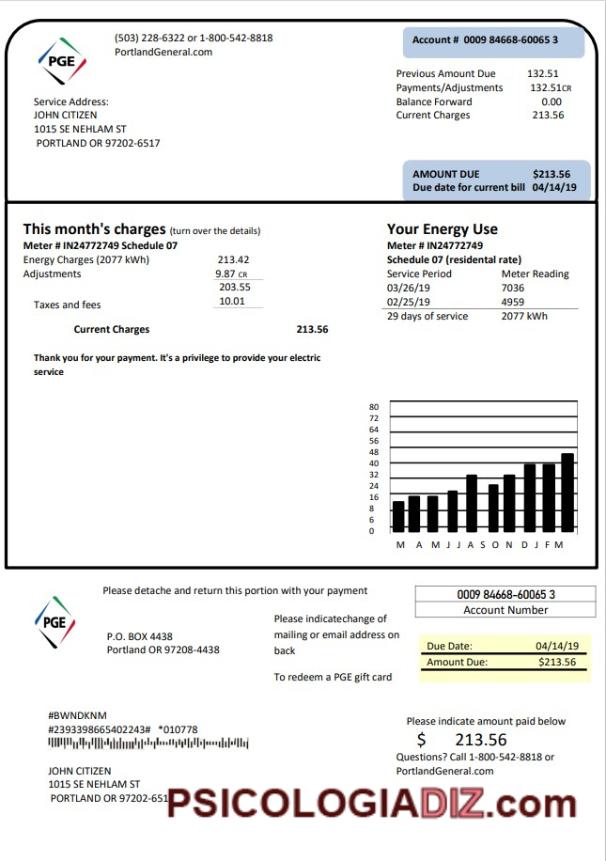 (503) 228-6322 or 1-800-542-8818
PortlandGeneral.com
PGE
Account # 0009 84668-60065 3
Previous Amount Due 132.51
Payments/Adjustments 132.51CR
Balance Forward 0.00
Current Charges 213.56
Service Address:
JOHN CITIZEN
1015 SE NEHLAM ST
PORTLAND OR 97202-6517
AMOUNT DUE $213.56
Due date for current bill 04/14/19
This month's charges (turn over the details)
Meter # IN24772749 Schedule 07
Energy Charges (2077 kWh) 213.42
Adjustments 9.87 CR
203.55
Taxes and fees 10.01
Current Charges 213.56
Thank you for your payment. It's a privilege to provide your electric
service
Your Energy Use
Meter # IN24772749
Schedule 07 (residental rate)
Service Period Meter Reading
03/26/19 7036
02/25/19 4959
29 days of service 2077 kWh
80
72
64
56
48
40
32
24
16
8
6
0
M A M J J A S O N D J F M
Please detache and return this portion with your payment
PGE
P.O. BOX 4438
Portland OR 97208-4438
Please indicatechange of
mailing or email address on
back
To redeem a PGE gift card
0009 84668-60065 3
Account Number
Due Date: 04/14/19
Amount Due: $213.56
#BWNDKNM
#2393398665402243# *010778
JOHN CITIZEN
1015 SE NEHLAM ST
PORTLAND OR 97202-651
Please indicate amount paid below
$ 213.56
Questions? Call 1-800-542-8818 or
PortlandGeneral.com
PSICOLOGIADIZ.com